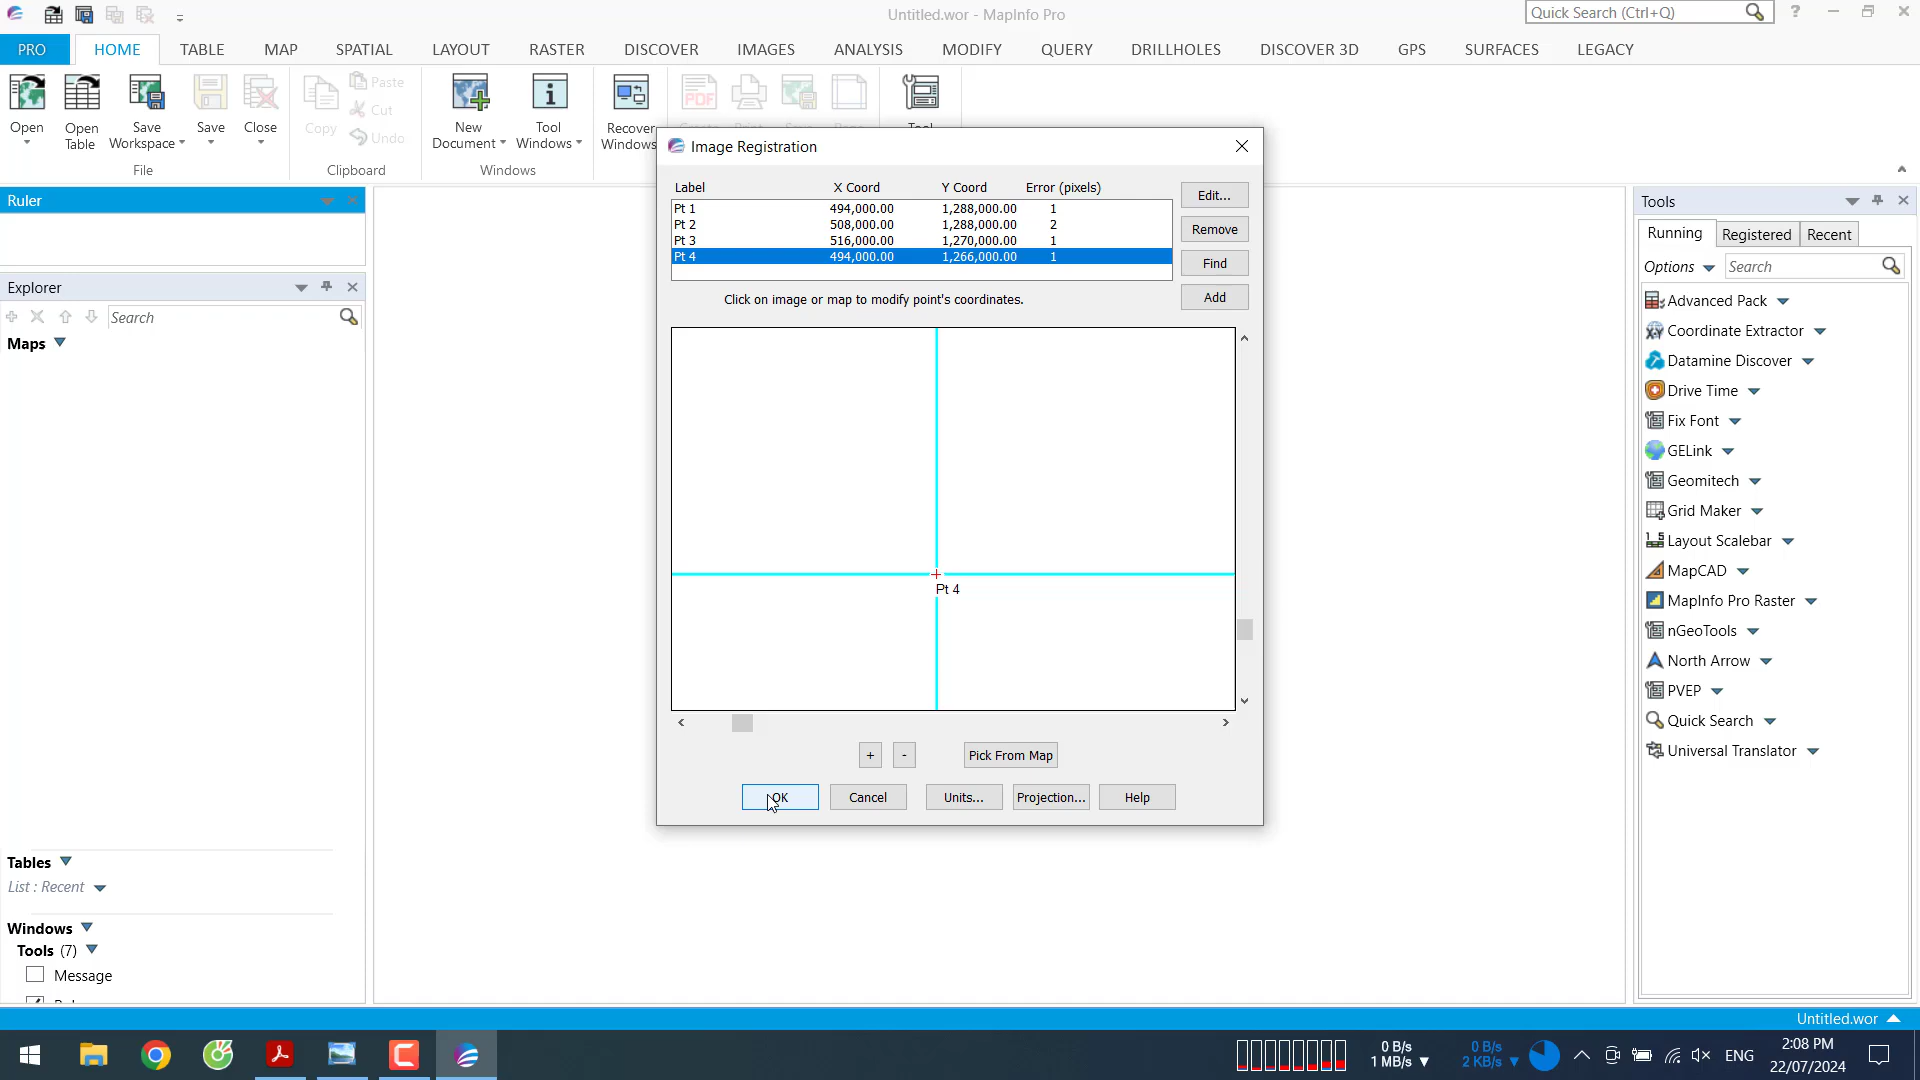 Untitled.wor - MapInfo Pro
Quick Search (Ctrl+Q)
PRO HOME TABLE MAP SPATIAL LAYOUT RASTER DISCOVER IMAGES ANALYSIS MODIFY QUERY DRILLHOLES DISCOVER 3D GPS SURFACES LEGACY
Open
Open Table
Save Workspace
Save
Close
File
Copy
Paste
Cut
Undo
Clipboard
New Document
Tool Windows
Windows
Recover Windows
PDF
Tool
Ruler
Explorer
Search
Maps
Tables
List : Recent
Windows
Tools (7)
Message
Image Registration
Label X Coord Y Coord Error (pixels)
Pt 1 494,000.00 1,288,000.00 1
Pt 2 508,000.00 1,288,000.00 2
Pt 3 516,000.00 1,270,000.00 1
Pt 4 494,000.00 1,266,000.00 1
Edit...
Remove
Find
Add
Click on image or map to modify point's coordinates.
Pt 4
+ - Pick From Map
OK Cancel Units... Projection... Help
Tools
Running Registered Recent
Options Search
Advanced Pack
Coordinate Extractor
Datamine Discover
Drive Time
Fix Font
GELink
Geomitech
Grid Maker
Layout Scalebar
MapCAD
MapInfo Pro Raster
nGeoTools
North Arrow
PVEP
Quick Search
Universal Translator
Untitled.wor
0 B/s 0 B/s
1 MB/s 2 KB/s
ENG
2:08 PM
22/07/2024